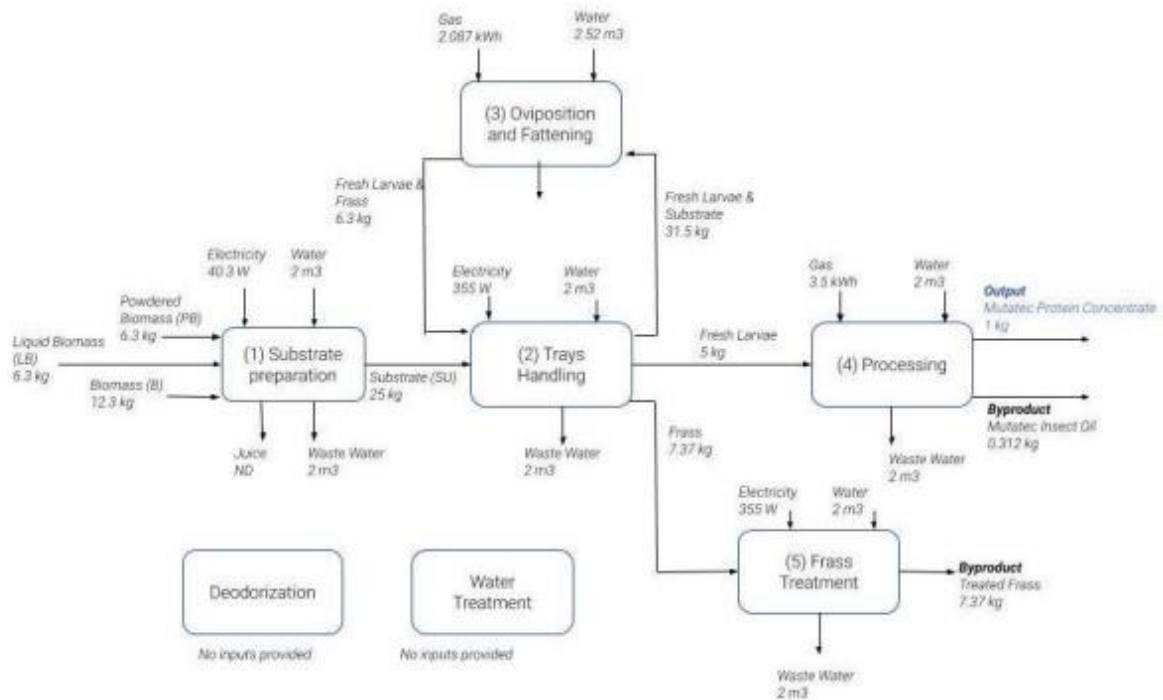 Gas
2.087 kWh
Water
2.52 m3
(3) Oviposition
and Fattening
Fresh Larvae &
Frass
6.3 kg
Fresh Larvae &
Substrate
31.5 kg
Electricity
40.3 W
Water
2 m3
Electricity
355 W
Water
2 m3
Gas
3.5 kWh
Water
2 m3
Output
Mutatec Protein Concentrate
1 kg
Powdered
Biomass (PB)
6.3 kg
Liquid Biomass
(LB)
6.3 kg
Biomass (B)
12.3 kg
(1) Substrate
preparation
Substrate (SU)
25 kg
(2) Trays
Handling
Fresh Larvae
5 kg
(4) Processing
Byproduct
Mutatec Insect Oil
0.312 kg
Juice
ND
Waste Water
2 m3
Waste Water
2 m3
Frass
7.37 kg
Waste Water
2 m3
Electricity
355 W
Water
2 m3
(5) Frass
Treatment
Byproduct
Treated Frass
7.37 kg
Waste Water
2 m3
Deodorization
No inputs provided
Water
Treatment
No inputs provided